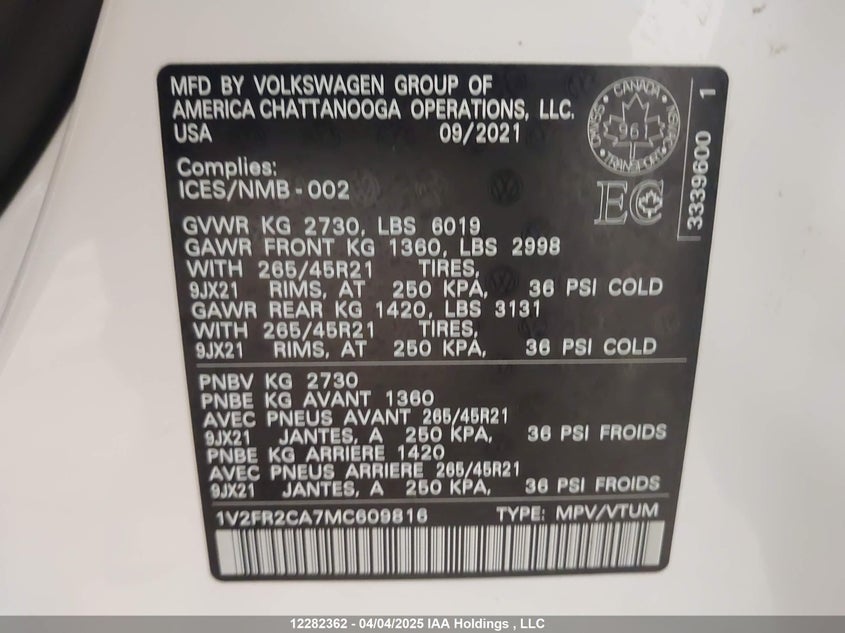 MFD BY VOLKSWAGEN GROUP OF
AMERICA CHATTANOOGA OPERATIONS, LLC.
USA 09/2021
CANADA
961
TRANSPORT
EC
3339600 1
Complies:
ICES/NMB-002
GVWR KG 2730, LBS 6019
GAWR FRONT KG 1360, LBS 2998
WITH 265/45R21 TIRES,
9JX21 RIMS, AT 250 KPA, 36 PSI COLD
GAWR REAR KG 1420, LBS 3131
WITH 265/45R21 TIRES,
9JX21 RIMS, AT 250 KPA, 36 PSI COLD
PNBV KG 2730
PNBE KG AVANT 1360
AVEC PNEUS AVANT 265/45R21
9JX21 JANTES, A 250 KPA, 36 PSI FROIDS
PNBE KG ARRIERE 1420
AVEC PNEUS ARRIERE 265/45R21
9JX21 JANTES, A 250 KPA, 36 PSI FROIDS
1V2FR2CA7MC609816 TYPE: MPV/VTUM
12282362 - 04/04/2025 IAA Holdings , LLC